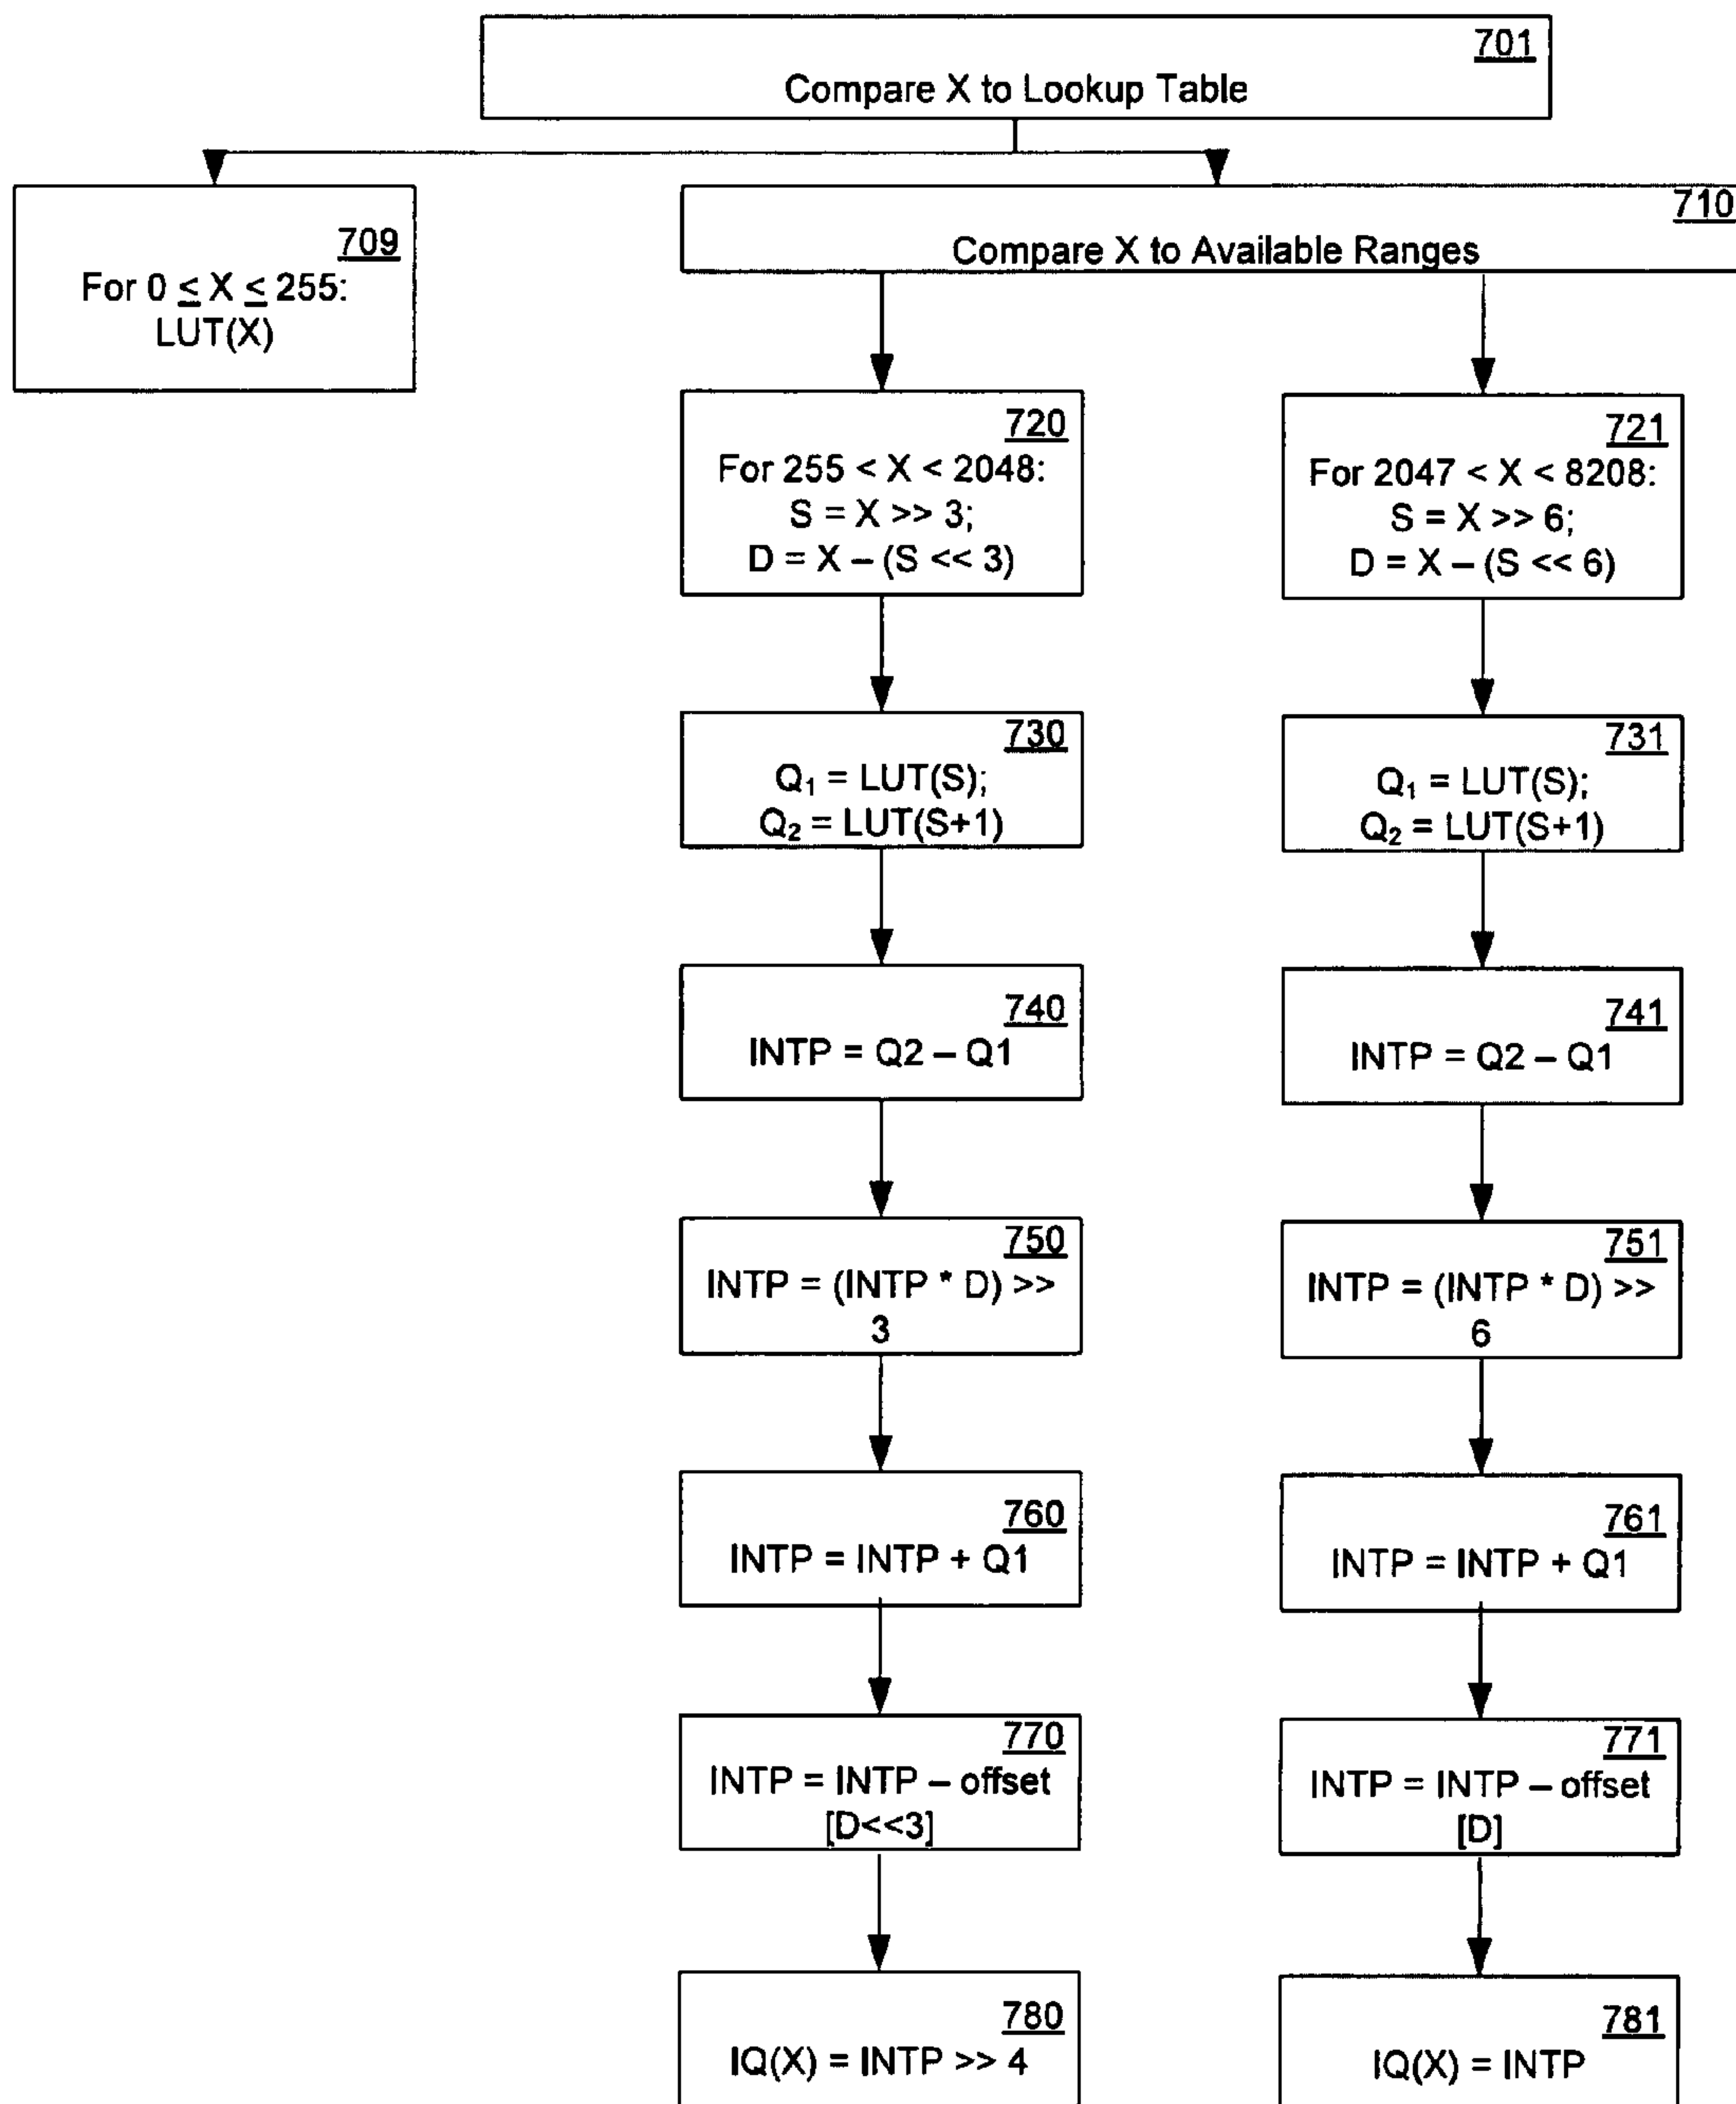 701
Compare X to Lookup Table
709
For 0 ≤ X ≤ 255:
LUT(X)
710
Compare X to Available Ranges
720
For 255 < X < 2048:
S = X >> 3;
D = X – (S << 3)
721
For 2047 < X < 8208:
S = X >> 6;
D = X – (S << 6)
730
Q₁ = LUT(S);
Q₂ = LUT(S+1)
731
Q₁ = LUT(S);
Q₂ = LUT(S+1)
740
INTP = Q2 – Q1
741
INTP = Q2 – Q1
750
INTP = (INTP * D) >>
3
751
INTP = (INTP * D) >>
6
760
INTP = INTP + Q1
761
INTP = INTP + Q1
770
INTP = INTP – offset
[D<<3]
771
INTP = INTP – offset
[D]
780
IQ(X) = INTP >> 4
781
IQ(X) = INTP